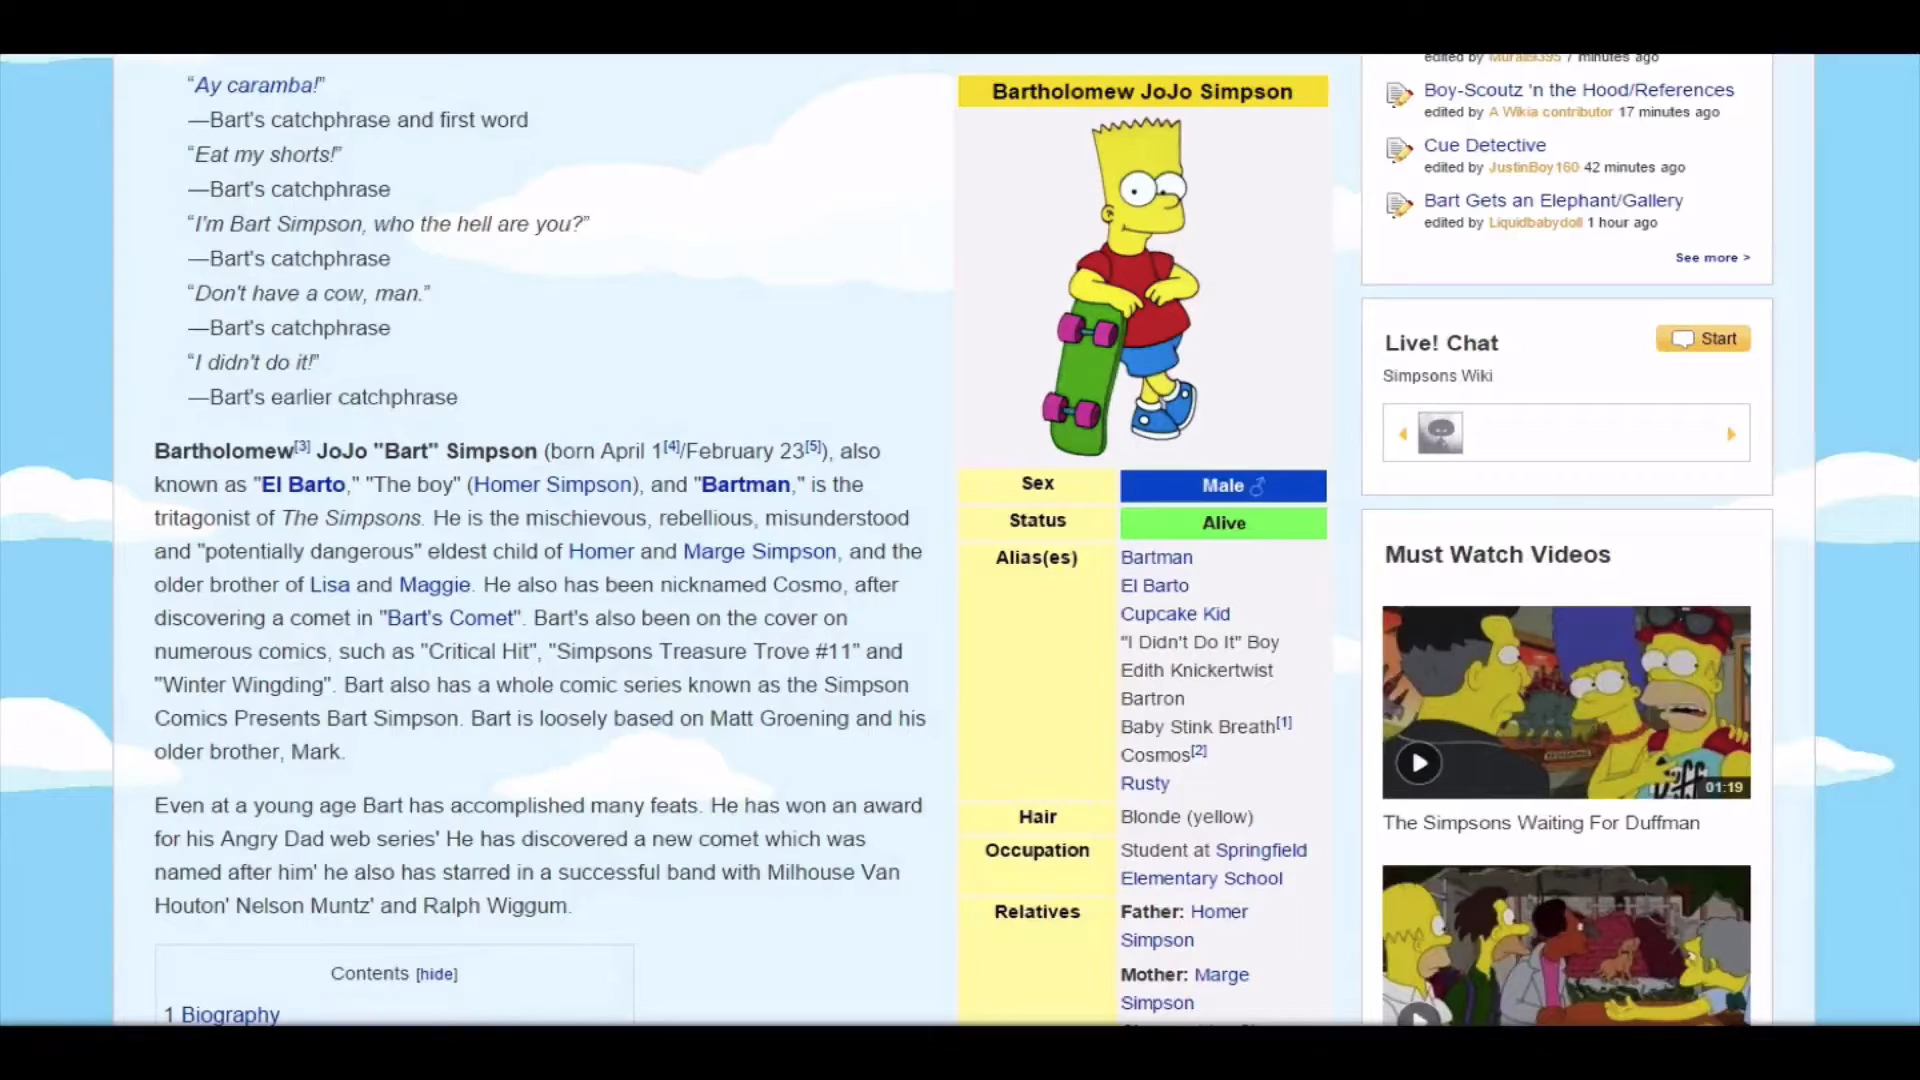 “Ay caramba!”
—Bart's catchphrase and first word
“Eat my shorts!”
—Bart's catchphrase
“I'm Bart Simpson, who the hell are you?”
—Bart's catchphrase
“Don't have a cow, man.”
—Bart's catchphrase
“I didn't do it!”
—Bart's earlier catchphrase
Bartholomew[3] JoJo "Bart" Simpson (born April 1[4]/February 23[5]), also
known as "El Barto," "The boy" (Homer Simpson), and "Bartman," is the
tritagonist of The Simpsons. He is the mischievous, rebellious, misunderstood
and "potentially dangerous" eldest child of Homer and Marge Simpson, and the
older brother of Lisa and Maggie. He also has been nicknamed Cosmo, after
discovering a comet in "Bart's Comet". Bart's also been on the cover on
numerous comics, such as "Critical Hit", "Simpsons Treasure Trove #11" and
"Winter Wingding". Bart also has a whole comic series known as the Simpson
Comics Presents Bart Simpson. Bart is loosely based on Matt Groening and his
older brother, Mark.
Even at a young age Bart has accomplished many feats. He has won an award
for his Angry Dad web series' He has discovered a new comet which was
named after him' he also has starred in a successful band with Milhouse Van
Houton' Nelson Muntz' and Ralph Wiggum.
Contents [hide]
1 Biography
Bartholomew JoJo Simpson
Sex Male ♂
Status Alive
Alias(es) Bartman
El Barto
Cupcake Kid
"I Didn't Do It" Boy
Edith Knickertwist
Bartron
Baby Stink Breath[1]
Cosmos[2]
Rusty
Hair Blonde (yellow)
Occupation Student at Springfield
Elementary School
Relatives Father: Homer
Simpson
Mother: Marge
Simpson
edited by 7 minutes ago
Boy-Scoutz 'n the Hood/References
edited by A Wikia contributor 17 minutes ago
Cue Detective
edited by JustinBoy160 42 minutes ago
Bart Gets an Elephant/Gallery
edited by Liquidbabydoll 1 hour ago
See more >
Live! Chat
Start
Simpsons Wiki
Must Watch Videos
01:19
The Simpsons Waiting For Duffman